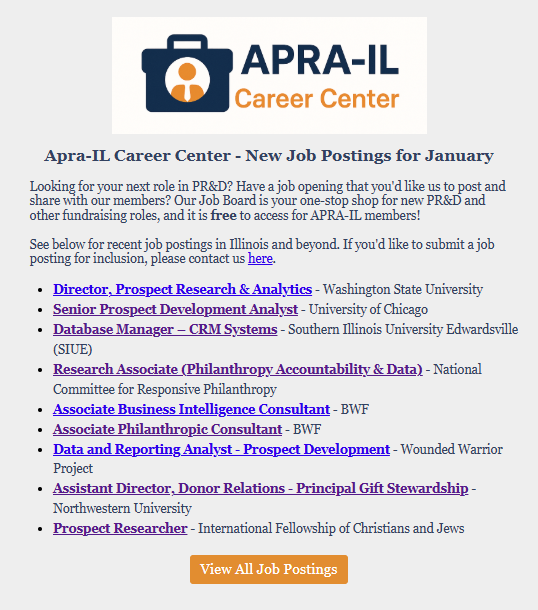 APRA-IL
Career Center
Apra-IL Career Center - New Job Postings for January
Looking for your next role in PR&D? Have a job opening that you'd like us to post and
share with our members? Our Job Board is your one-stop shop for new PR&D and
other fundraising roles, and it is free to access for APRA-IL members!
See below for recent job postings in Illinois and beyond. If you'd like to submit a job
posting for inclusion, please contact us here.
• Director, Prospect Research & Analytics - Washington State University
• Senior Prospect Development Analyst - University of Chicago
• Database Manager – CRM Systems - Southern Illinois University Edwardsville
(SIUE)
• Research Associate (Philanthropy Accountability & Data) - National
Committee for Responsive Philanthropy
• Associate Business Intelligence Consultant - BWF
• Associate Philanthropic Consultant - BWF
• Data and Reporting Analyst - Prospect Development - Wounded Warrior
Project
• Assistant Director, Donor Relations - Principal Gift Stewardship -
Northwestern University
• Prospect Researcher - International Fellowship of Christians and Jews
View All Job Postings